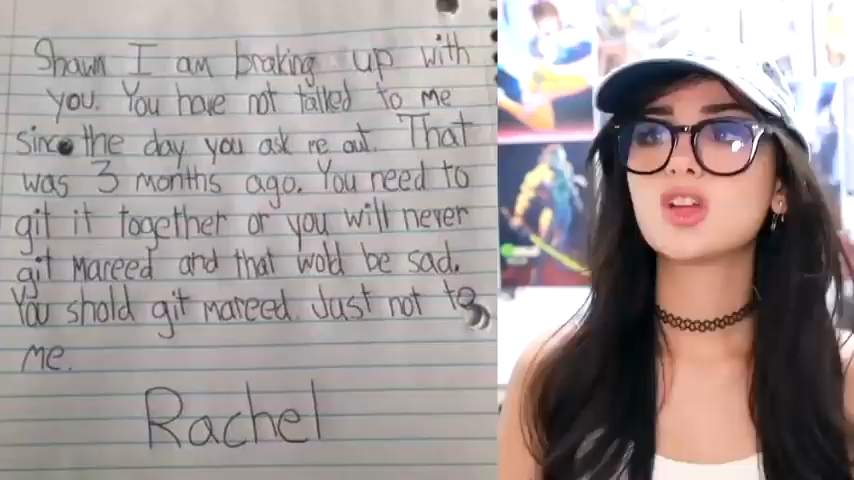 Shawn I am braking up with
you. You have not talled to me
since the day you ask me out. That
was 3 months ago. You need to
git it together or you will never
git mareed and that wold be sad.
You shold git mareed. Just not to
me.
Rachel